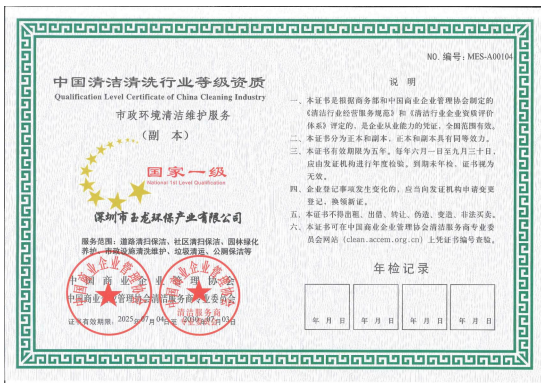 NO. 编号: MES-A00104
中国清洁清洗行业等级资质
Qualification Level Certificate of China Cleaning Industry
市政环境清洁维护服务
(副 本)
国家一级
National 1st Level Qualification
深圳市玉龙环保产业有限公司
服务范围: 道路清扫保洁、社区清扫保洁、园林绿化
养护、市政设施清洗维护、垃圾清运、公厕保洁等
中国商业企业管理协会
中国商业企业管理协会清洁服务商专业委员会
证书有效期限: 2025年07月04日至2030年07月03日
中国商业企业管理协会
清洁服务商
说 明
一、本证书是根据商务部和中国商业企业管理协会制定的
《清洁行业经营服务规范》和《清洁行业企业资质评价
体系》评定的，是企业从业能力的凭证，全国范围有效。
二、本证书分为正本和副本，正本和副本具有同等效力。
三、本证书有效期限为五年。每年六月一日至九月三十日，
应由发证机构进行年度检验。到期未年检、证书视为
无效。
四、企业登记事项发生变化的，应当向发证机构申请变更
登记，换领新证。
五、本证书不得出租、出借、转让、伪造、变造、非法买卖。
六、本证书可在中国商业企业管理协会清洁服务商专业委
员会网站（clean.accem.org.cn）上凭证书编号查验。
年检记录
年 月 日 年 月 日 年 月 日 年 月 日